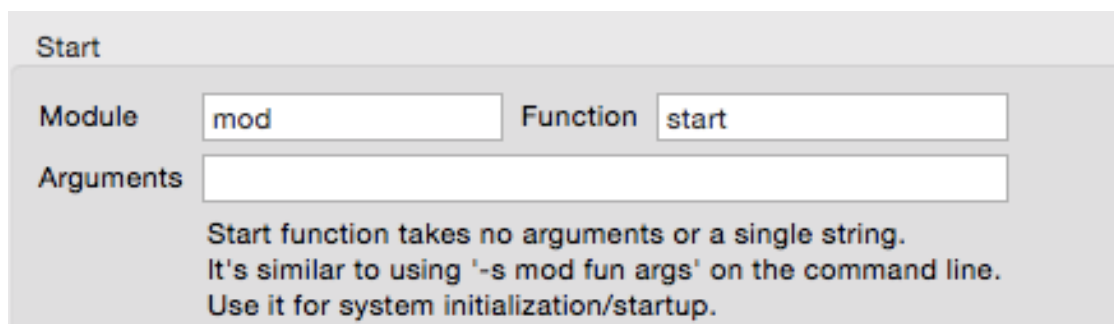 Start
Module mod Function start
Arguments
Start function takes no arguments or a single string.
It's similar to using '-s mod fun args' on the command line.
Use it for system initialization/startup.